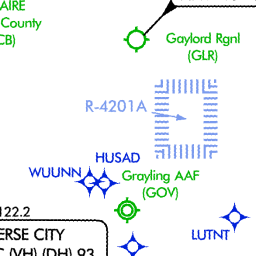 AIRE
County
CB)
Gaylord Rgnl
(GLR)
R-4201A
HUSAD
WUUNN
Grayling AAF
(GOV)
122.2
LUTNT
ERSE CITY
(VH) (DH) 93